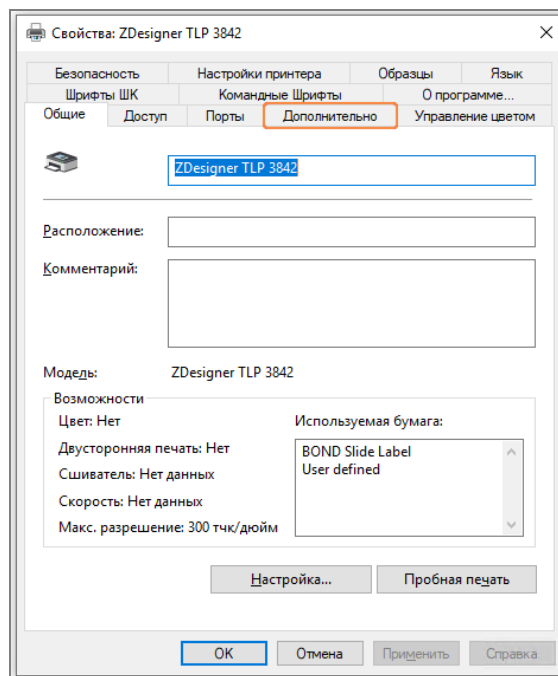 Свойства: ZDesigner TLP 3842
Безопасность Настройки принтера Образцы Язык
Шрифты ШК Командные Шрифты О программе...
Общие Доступ Порты Дополнительно Управление цветом
ZDesigner TLP 3842
Расположение:
Комментарий:
Модель: ZDesigner TLP 3842
Возможности
Цвет: Нет Используемая бумага:
Двусторонняя печать: Нет BOND Slide Label
Сшиватель: Нет данных User defined
Скорость: Нет данных
Макс. разрешение: 300 тчк/дюйм
Настройка... Пробная печать
OK Отмена Применить Справка